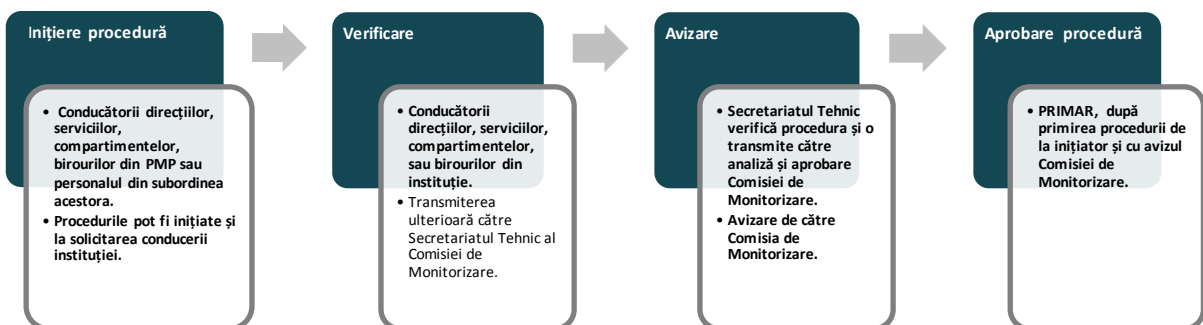 Inițiere procedură
• Conducătorii direcțiilor,
serviciilor,
compartimentelor,
birourilor din PMP sau
personalul din subordinea
acestora.
• Procedurile pot fi inițiate și
la solicitarea conducerii
instituției.
Verificare
• Conducătorii
direcțiilor, serviciilor,
compartimentelor,
sau birourilor din
instituție.
• Transmiterea
ulterioară către
Secretariatul Tehnic al
Comisiei de
Monitorizare.
Avizare
• Secretariatul Tehnic
verifică procedura și o
transmite către
analiză și aprobare
Comisiei de
Monitorizare.
• Avizare de către
Comisia de
Monitorizare.
Aprobare procedură
• PRIMAR, după
primirea procedurii de
la inițiator și cu avizul
Comisiei de
Monitorizare.